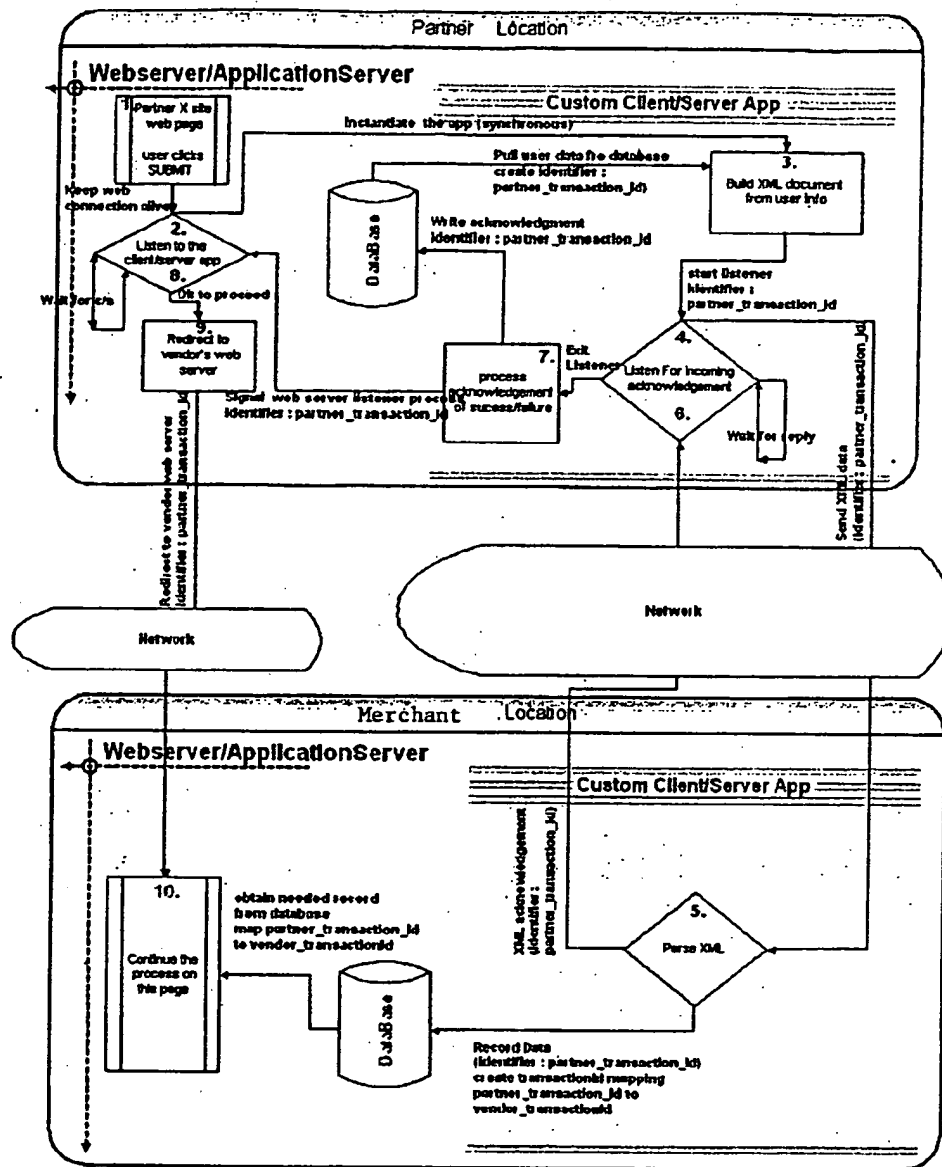 Partner Location
Webserver/ApplicationServer
Custom Client/Server App
1.
Partner X site
web page
user clicks
SUBMIT
Instantiate the app (synchronous)
Pull user data fro database
create identifier :
partner_transaction_id)
3.
Build XML document
from user info
Keep web
connection alive
DataBase
Write acknowledgment
identifier : partner_transaction_id
2.
Listen to the
client/server app
8.
Wait for c/s
Ok to proceed
start listener
identifier :
partner_transaction_id
9.
Redirect to
vendor's web
server
7.
process
acknowledgement
of sucess/failure
Exit
Listener
4.
Listen For Incoming
acknowledgement
6.
Wait for reply
Signal web server listener process
identifier : partner_transaction_id
Redirect to vender web server
identifier : partner_transaction_id
Send XML data
(identifier : partner_transaction_id)
Network
Network
Merchant Location
Webserver/ApplicationServer
Custom Client/Server App
XML acknowledgement
(identifier :
partner_transaction_id)
10.
Continue the
process on
this page
obtain needed record
from database
map partner_transaction_id
to vender_transactionId
5.
Parse XML
DataBase
Record Data
(identifier : partner_transaction_id)
create transactionId mapping
partner_transaction_id to
vender_transactionId